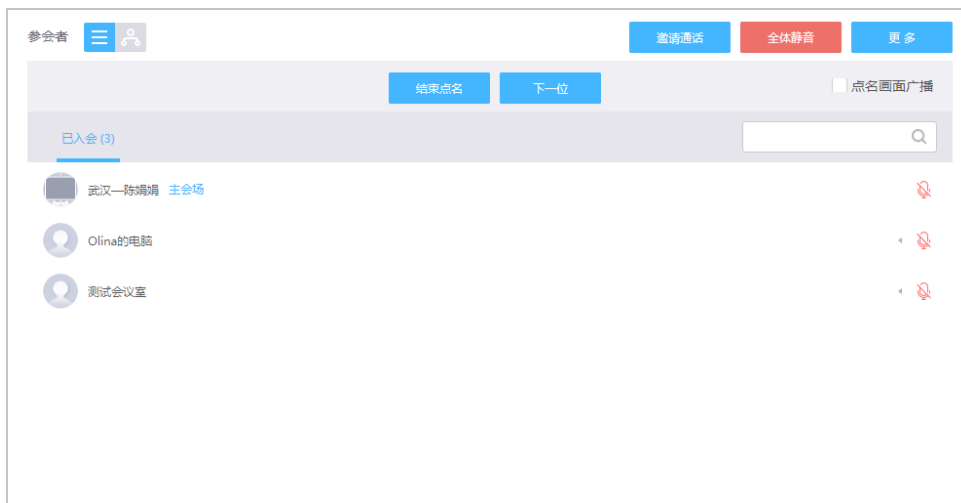 参会者 邀请通话 全体静音 更多
结束点名 下一位 点名画面广播
已入会 (3)
武汉—陈娟娟 主会场
Olina的电脑
测试会议室